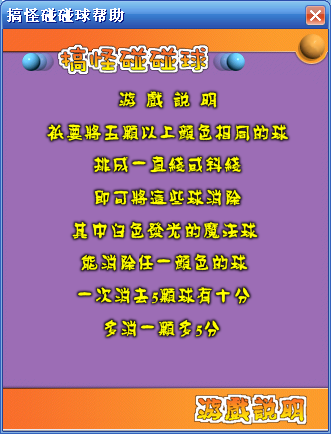 搞怪碰碰球帮助
搞怪碰碰球
游戲說明
衹要將五顆以上顏色相同的球
排成一直綫或斜綫
即可將這些球消除
其中白色發光的魔法球
能消除任一顏色的球
一次消去5顆球有十分
多消一顆多5分
游戲說明